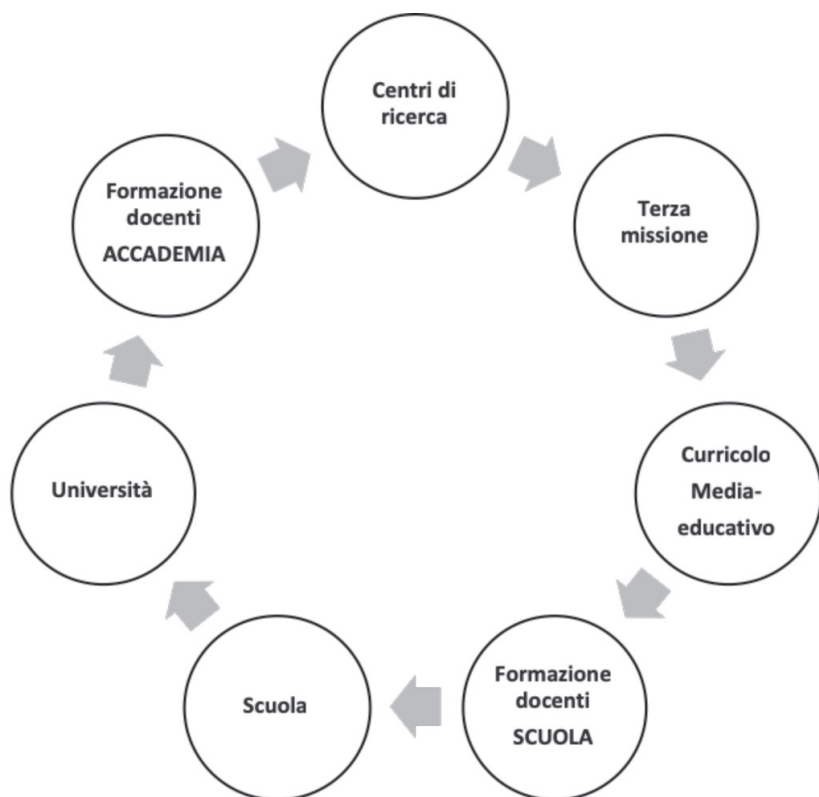 Centri di
ricerca
Terza
missione
Curricolo
Media-
educativo
Formazione
docenti
SCUOLA
Scuola
Università
Formazione
docenti
ACCADEMIA